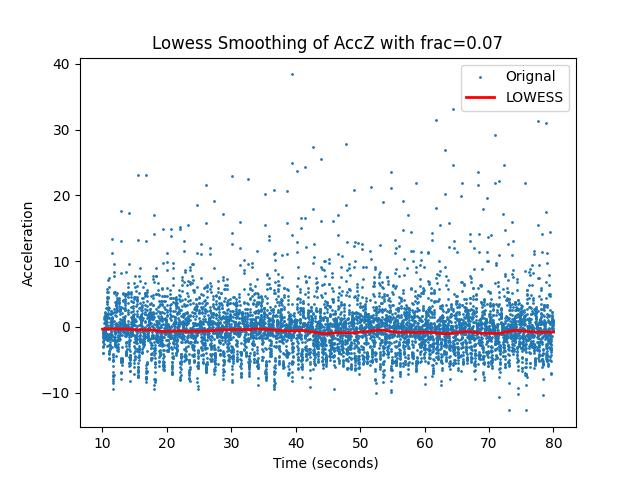 Lowess Smoothing of AccZ with frac=0.07
Orignal
LOWESS
40
30
20
10
0
−10
Acceleration
10 20 30 40 50 60 70 80
Time (seconds)